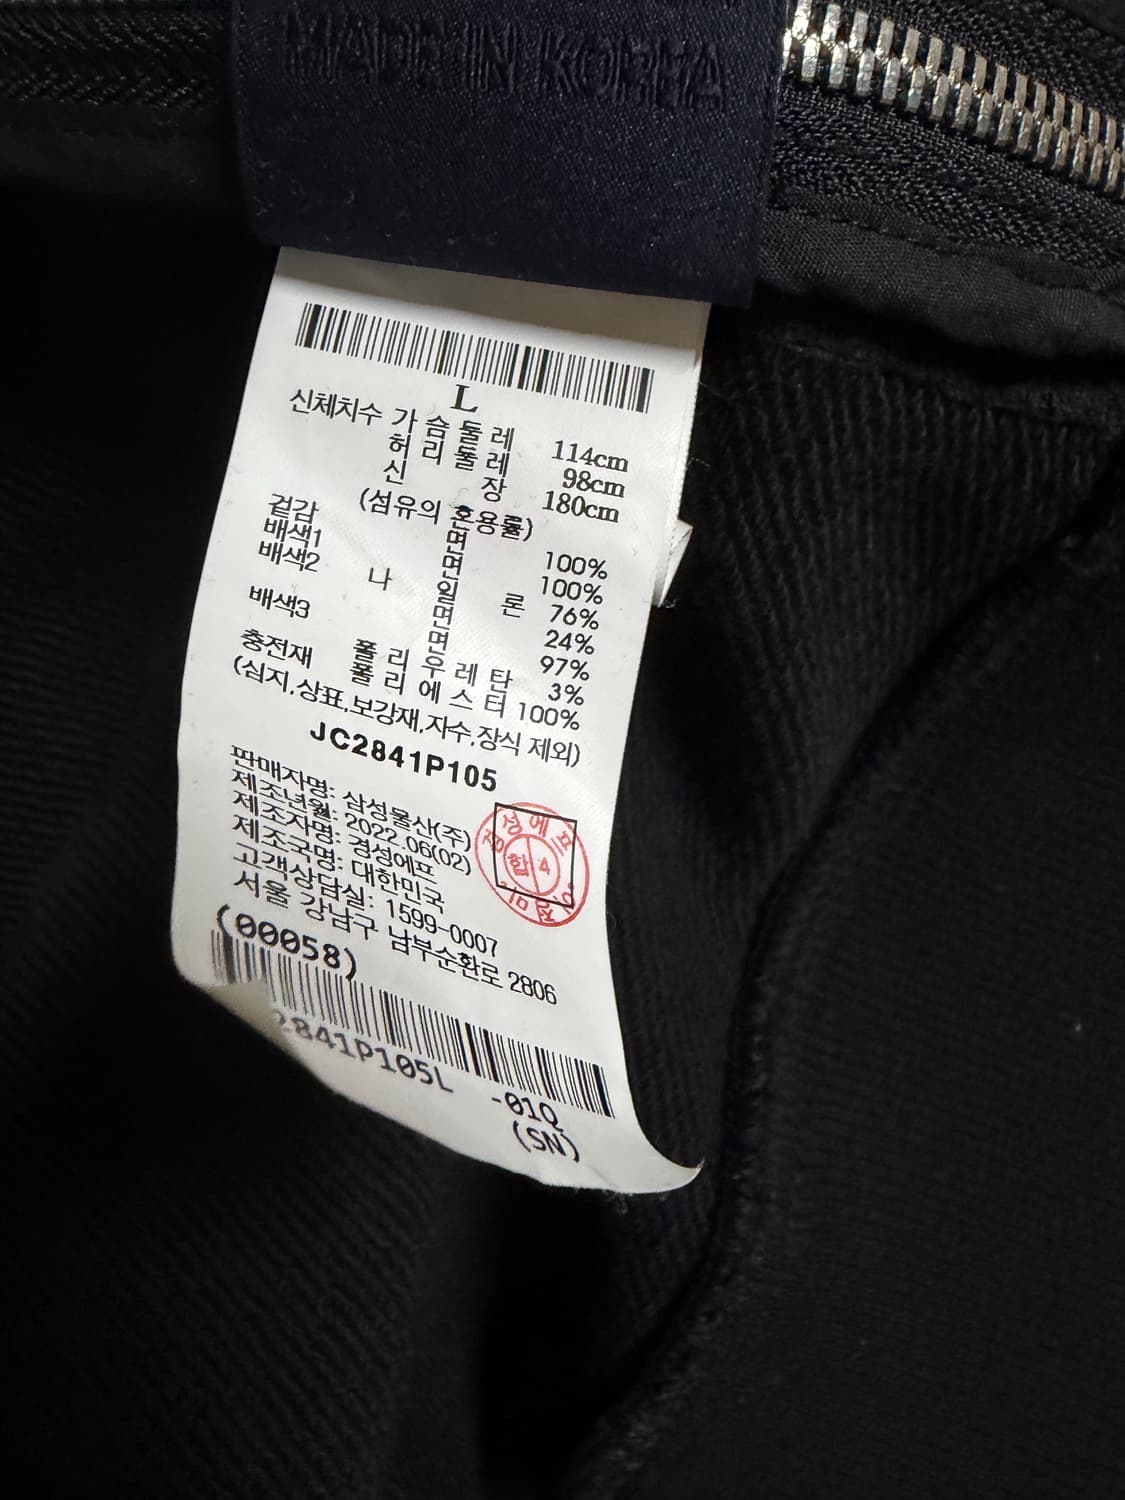 MADE IN KOREA
L
신체치수 가슴둘레 114cm
허리둘레 98cm
신장 180cm
(섬유의 혼용률)
겉감 면 100%
배색1 면 100%
배색2 나일론 76%
면 24%
배색3 면 97%
폴리우레탄 3%
충전재 폴리에스터 100%
(심지,상표,보강재,자수,장식 제외)
JC2841P105
판매자명: 삼성물산(주)
제조년월: 2022.06(02)
제조자명: 경성에프
제조국명: 대한민국
고객상담실: 1599-0007
서울 강남구 남부순환로 2806
(00058)
합 4
2841P105L -01Q
(SN)